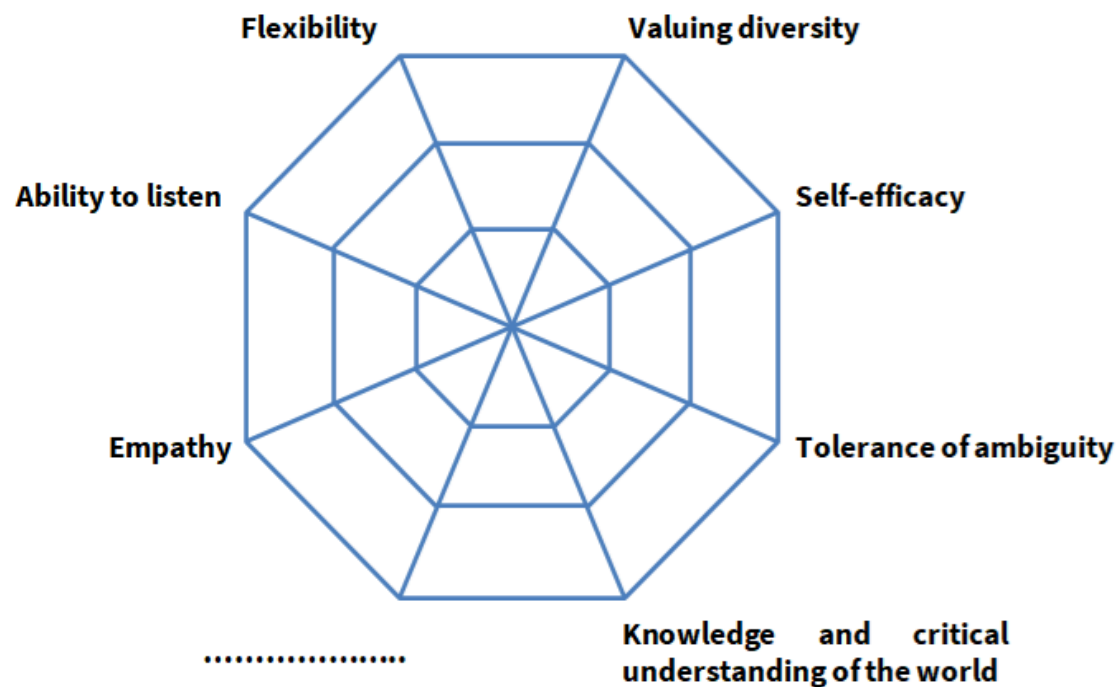 Flexibility
Valuing diversity
Ability to listen
Self-efficacy
Empathy
Tolerance of ambiguity
....................
Knowledge and critical
understanding of the world